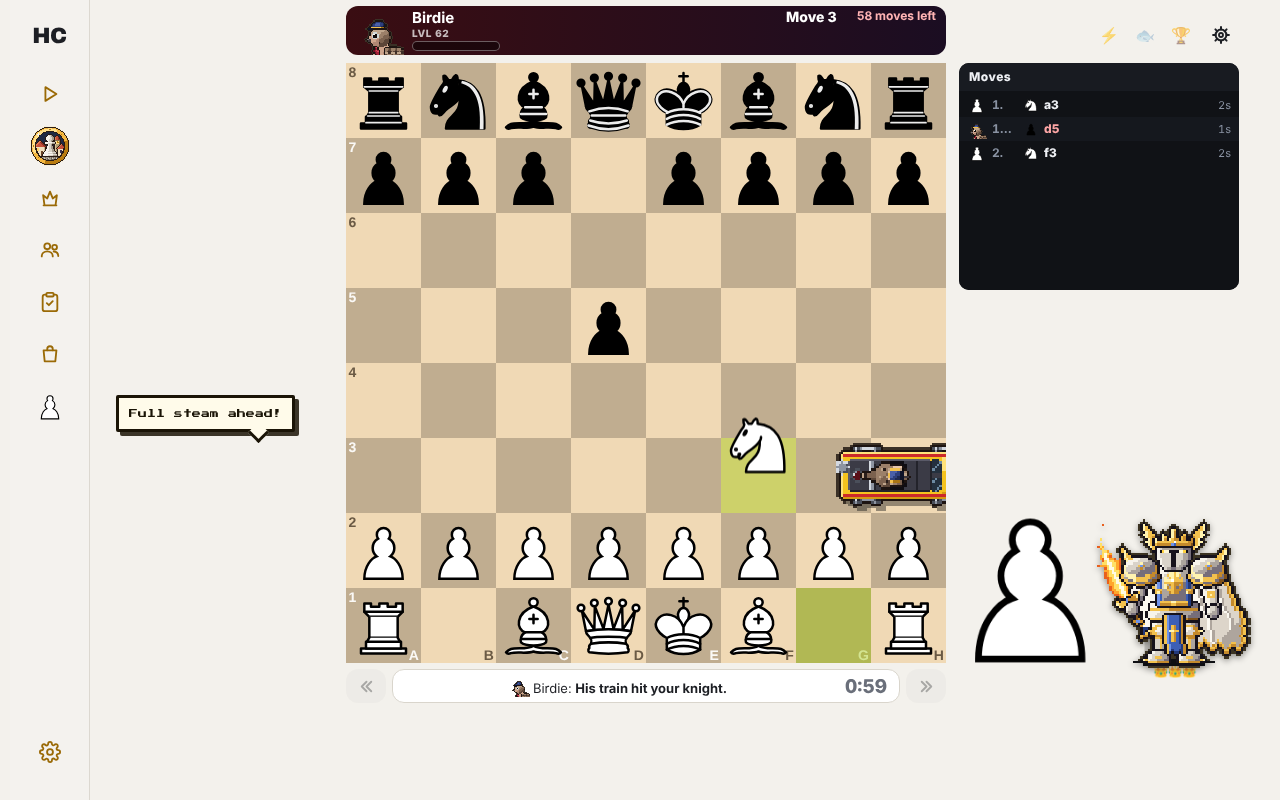 HC
Birdie
LVL 62
Move 3
58 moves left
Moves
1. a3 2s
1... d5 1s
2. f3 2s
Full steam ahead!
8
7
6
5
4
3
2
1
A B C D E F G H
Birdie: His train hit your knight.
0:59